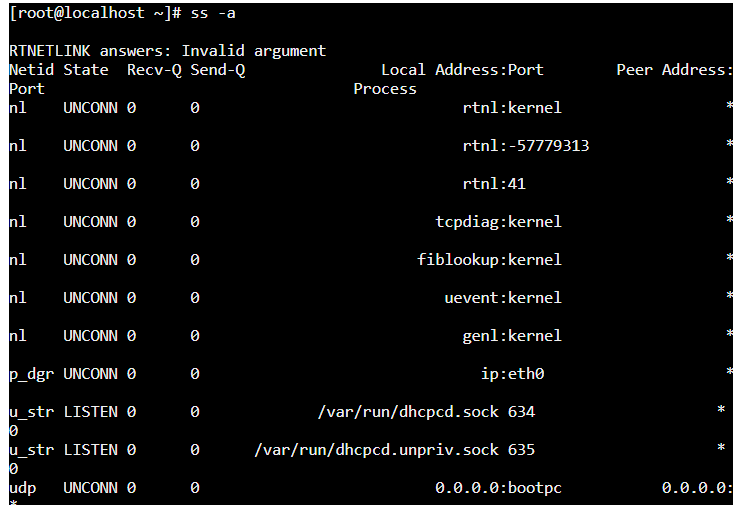 [root@localhost ~]# ss -a
RTNETLINK answers: Invalid argument
Netid State  Recv-Q Send-Q               Local Address:Port        Peer Address:
Port                                  Process
nl    UNCONN 0      0                             rtnl:kernel                  *
nl    UNCONN 0      0                             rtnl:-57779313               *
nl    UNCONN 0      0                             rtnl:41                      *
nl    UNCONN 0      0                          tcpdiag:kernel                  *
nl    UNCONN 0      0                        fiblookup:kernel                  *
nl    UNCONN 0      0                           uevent:kernel                  *
nl    UNCONN 0      0                             genl:kernel                  *
p_dgr UNCONN 0      0                               ip:eth0                    *
u_str LISTEN 0      0             /var/run/dhcpcd.sock 634                    *
0
u_str LISTEN 0      0      /var/run/dhcpcd.unpriv.sock 635                    *
0
udp   UNCONN 0      0                          0.0.0.0:bootpc           0.0.0.0:
*